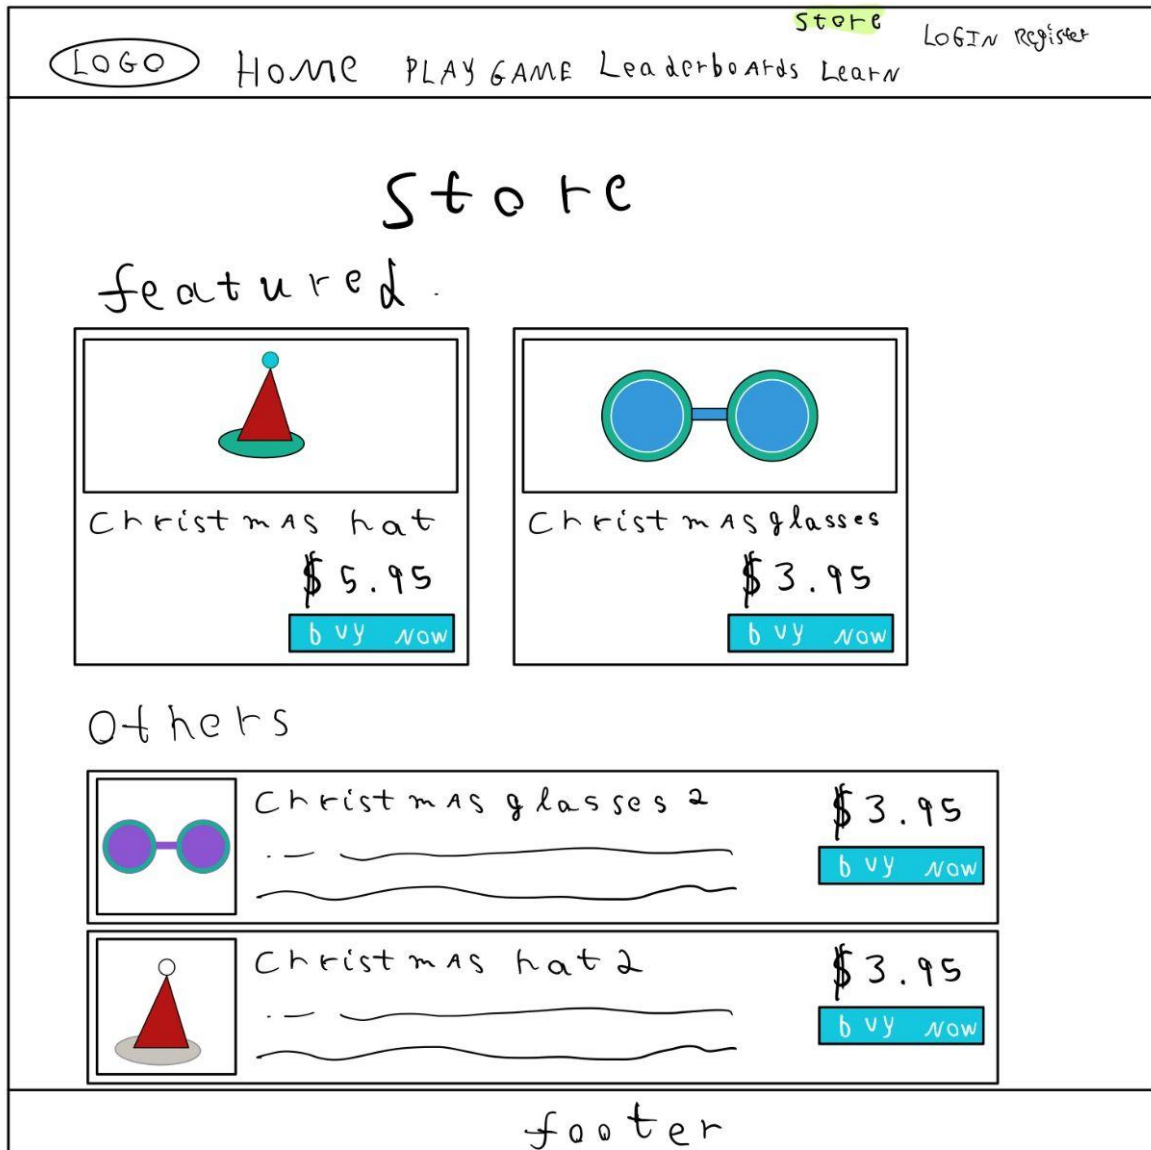 store
LOGIN Register
LOGO HOME PLAY GAME Leaderboards Learn
Store
featured.
Christmas hat
$5.95
buy now
Christmas glasses
$3.95
buy now
Others
Christmas glasses 2
$3.95
buy now
Christmas hat 2
$3.95
buy now
footer